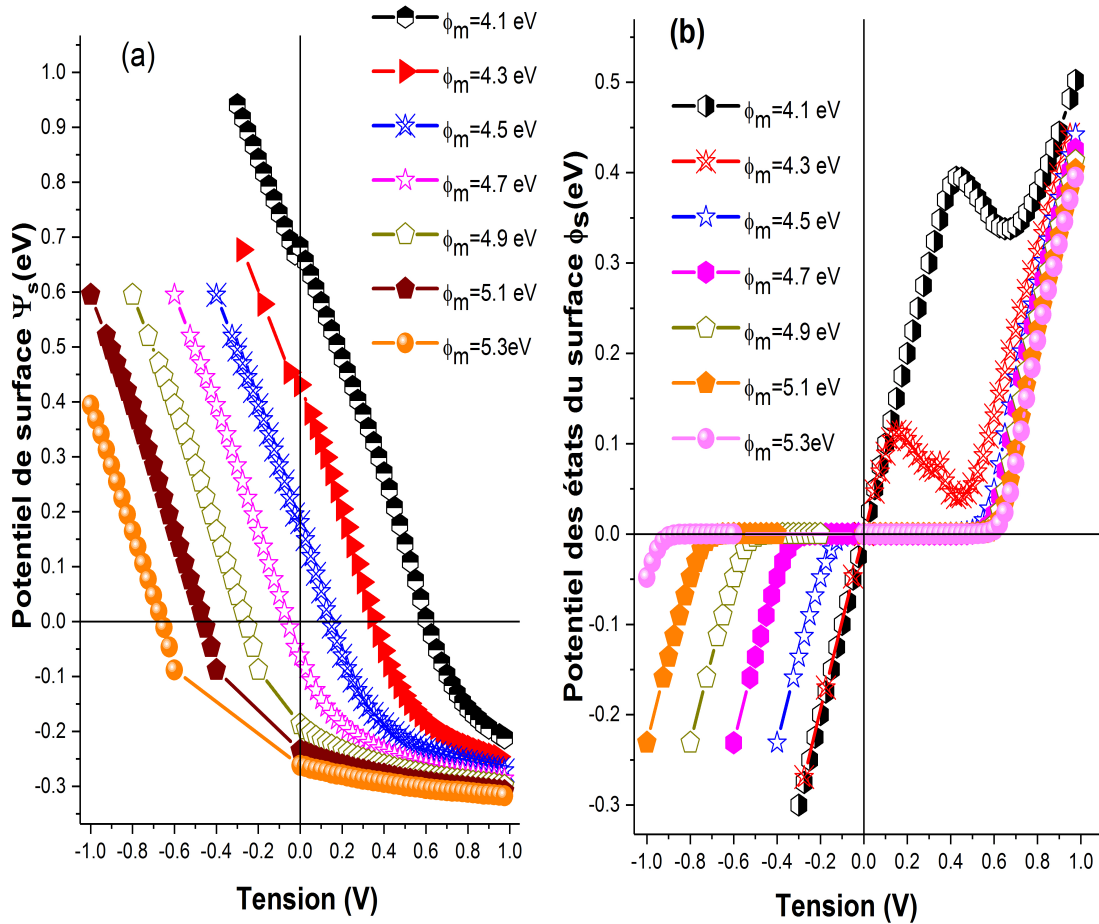 (a)
ϕm=4.1 eV
ϕm=4.3 eV
ϕm=4.5 eV
ϕm=4.7 eV
ϕm=4.9 eV
ϕm=5.1 eV
ϕm=5.3eV
Potentiel de surface Ψs(eV)
1.0
0.9
0.8
0.7
0.6
0.5
0.4
0.3
0.2
0.1
0.0
-0.1
-0.2
-0.3
-1.0 -0.8 -0.6 -0.4 -0.2 0.0 0.2 0.4 0.6 0.8 1.0
Tension (V)
(b)
ϕm=4.1 eV
ϕm=4.3 eV
ϕm=4.5 eV
ϕm=4.7 eV
ϕm=4.9 eV
ϕm=5.1 eV
ϕm=5.3eV
Potentiel des états du surface ϕs(eV)
0.5
0.4
0.3
0.2
0.1
0.0
-0.1
-0.2
-0.3
-1.0 -0.8 -0.6 -0.4 -0.2 0.0 0.2 0.4 0.6 0.8 1.0
Tension (V)